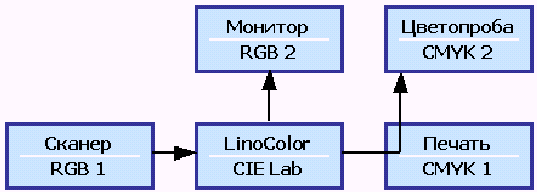 Монитор
RGB 2
Цветопроба
CMYK 2
Сканер
RGB 1
LinoColor
CIE Lab
Печать
CMYK 1